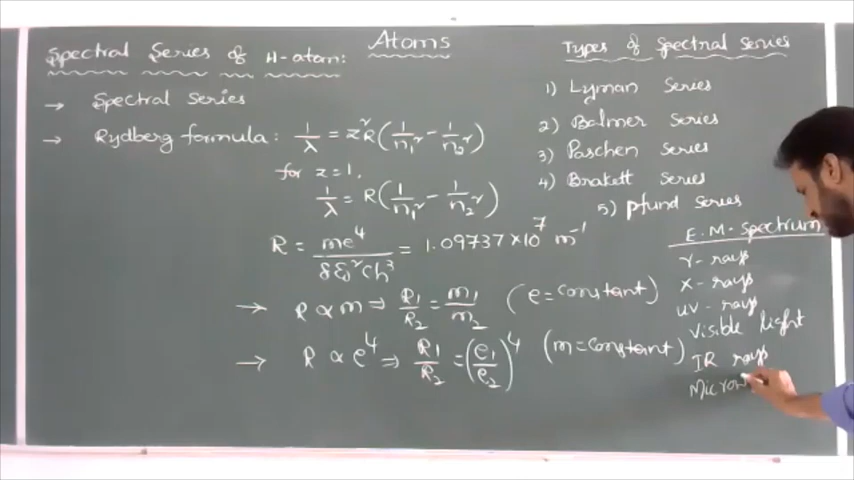 Atoms
Spectral Series of H-atom:
→ Spectral Series
→ Rydberg formula: 1/λ = z²R(1/n₁² - 1/n₂²)
for z=1,
1/λ = R(1/n₁² - 1/n₂²)
R = me⁴/8ε₀²ch³ = 1.09737×10⁷ m⁻¹
→ R ∝ m ⇒ R₁/R₂ = m₁/m₂ (e=constant)
→ R ∝ e⁴ ⇒ R₁/R₂ = (e₁/e₂)⁴ (m=constant)
Types of Spectral Series
1) Lyman Series
2) Balmer Series
3) Paschen Series
4) Brakett Series
5) Pfund Series
E.M-Spectrum
γ-rays
X-rays
UV-rays
Visible light
IR rays
Micro